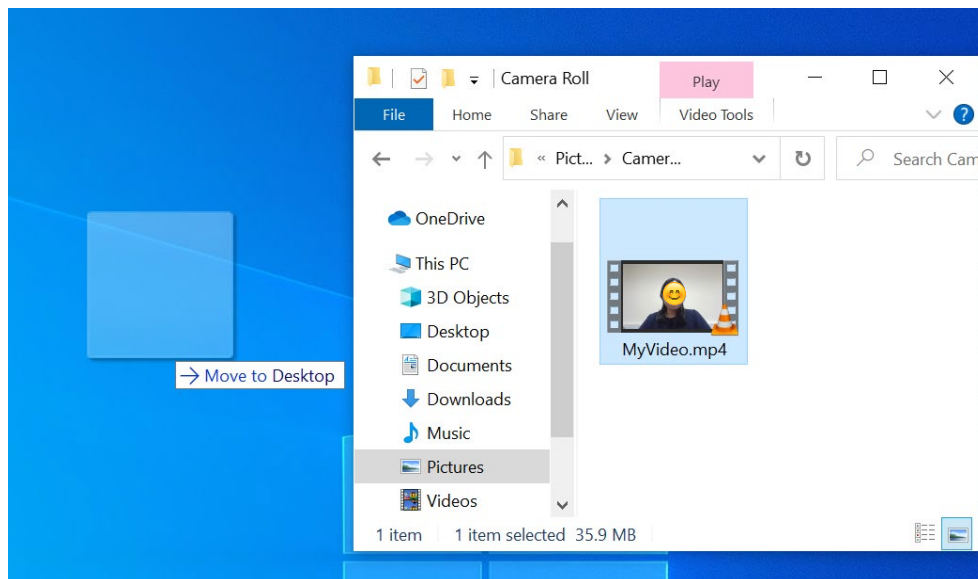 Camera Roll
Play
File Home Share View Video Tools
?
« Pict... > Camer...
Search Cam
OneDrive
This PC
3D Objects
Desktop
Documents
Downloads
Music
Pictures
Videos
MyVideo.mp4
→ Move to Desktop
1 item 1 item selected 35.9 MB